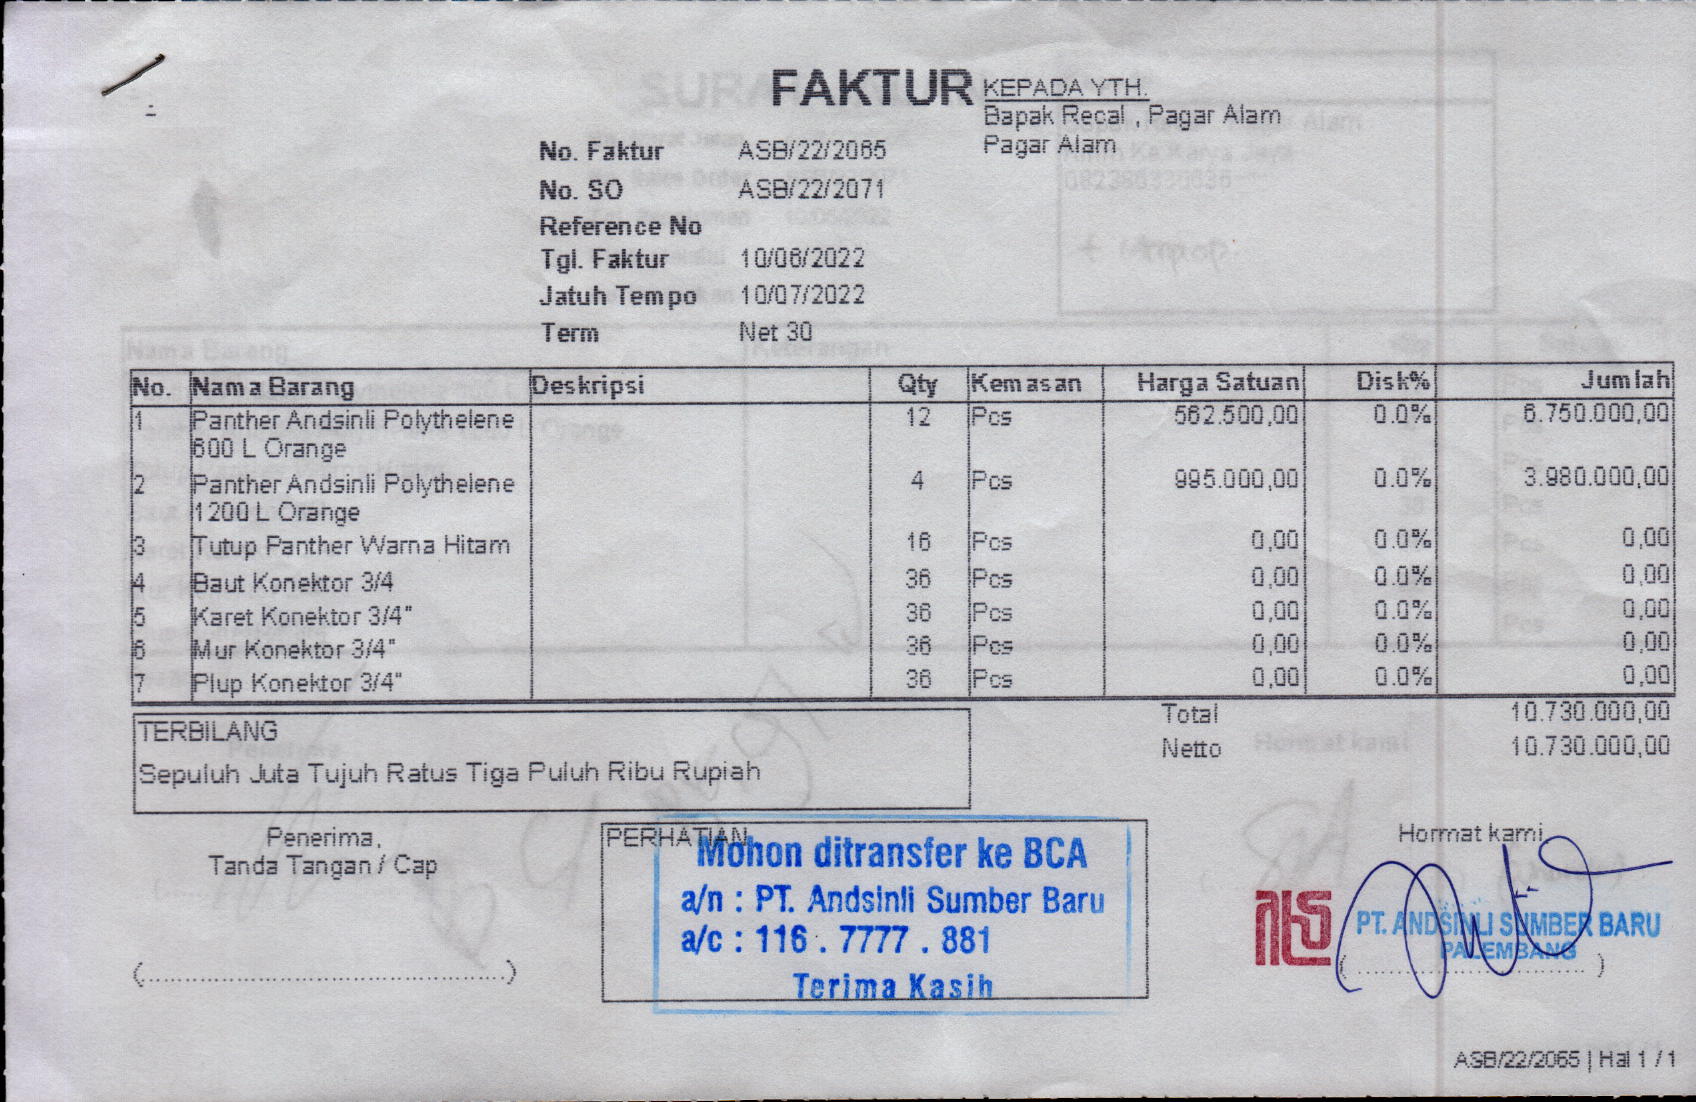 FAKTUR
KEPADA YTH.
Bapak Recal , Pagar Alam
Pagar Alam
No. Faktur ASB/22/2065
No. SO ASB/22/2071
Reference No
Tgl. Faktur 10/06/2022
Jatuh Tempo 10/07/2022
Term Net 30
No. Nama Barang Deskripsi Qty Kemasan Harga Satuan Disk% Jumlah
1 Panther Andsinli Polythelene 12 Pcs 562.500,00 0.0% 6.750.000,00
600 L Orange
2 Panther Andsinli Polythelene 4 Pcs 995.000,00 0.0% 3.980.000,00
1200 L Orange
3 Tutup Panther Warna Hitam 16 Pcs 0,00 0.0% 0,00
4 Baut Konektor 3/4 36 Pcs 0,00 0.0% 0,00
5 Karet Konektor 3/4" 36 Pcs 0,00 0.0% 0,00
6 Mur Konektor 3/4" 36 Pcs 0,00 0.0% 0,00
7 Plup Konektor 3/4" 36 Pcs 0,00 0.0% 0,00
Total 10.730.000,00
Netto 10.730.000,00
TERBILANG
Sepuluh Juta Tujuh Ratus Tiga Puluh Ribu Rupiah
Penerima,
Tanda Tangan / Cap
(....................................................)
PERHATIAN
Mohon ditransfer ke BCA
a/n : PT. Andsinli Sumber Baru
a/c : 116 . 7777 . 881
Terima Kasih
Hormat kami
PT. ANDSINLI SUMBER BARU
PALEMBANG
(....................................)
ASB/22/2065 | Hal 1 / 1